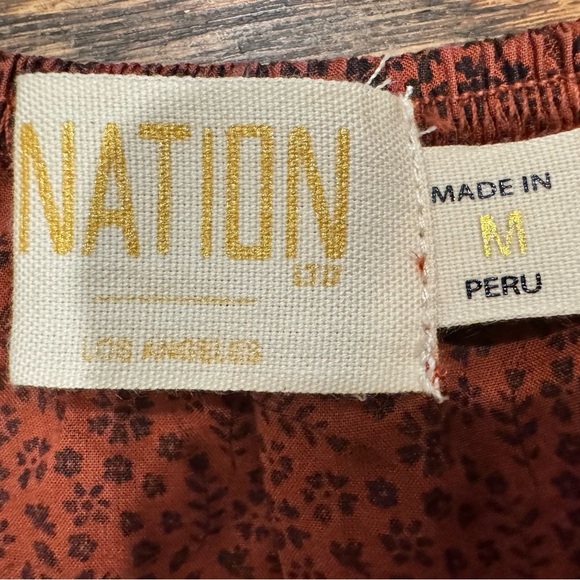 NATION
LTD
LOS ANGELES
MADE IN
M
PERU